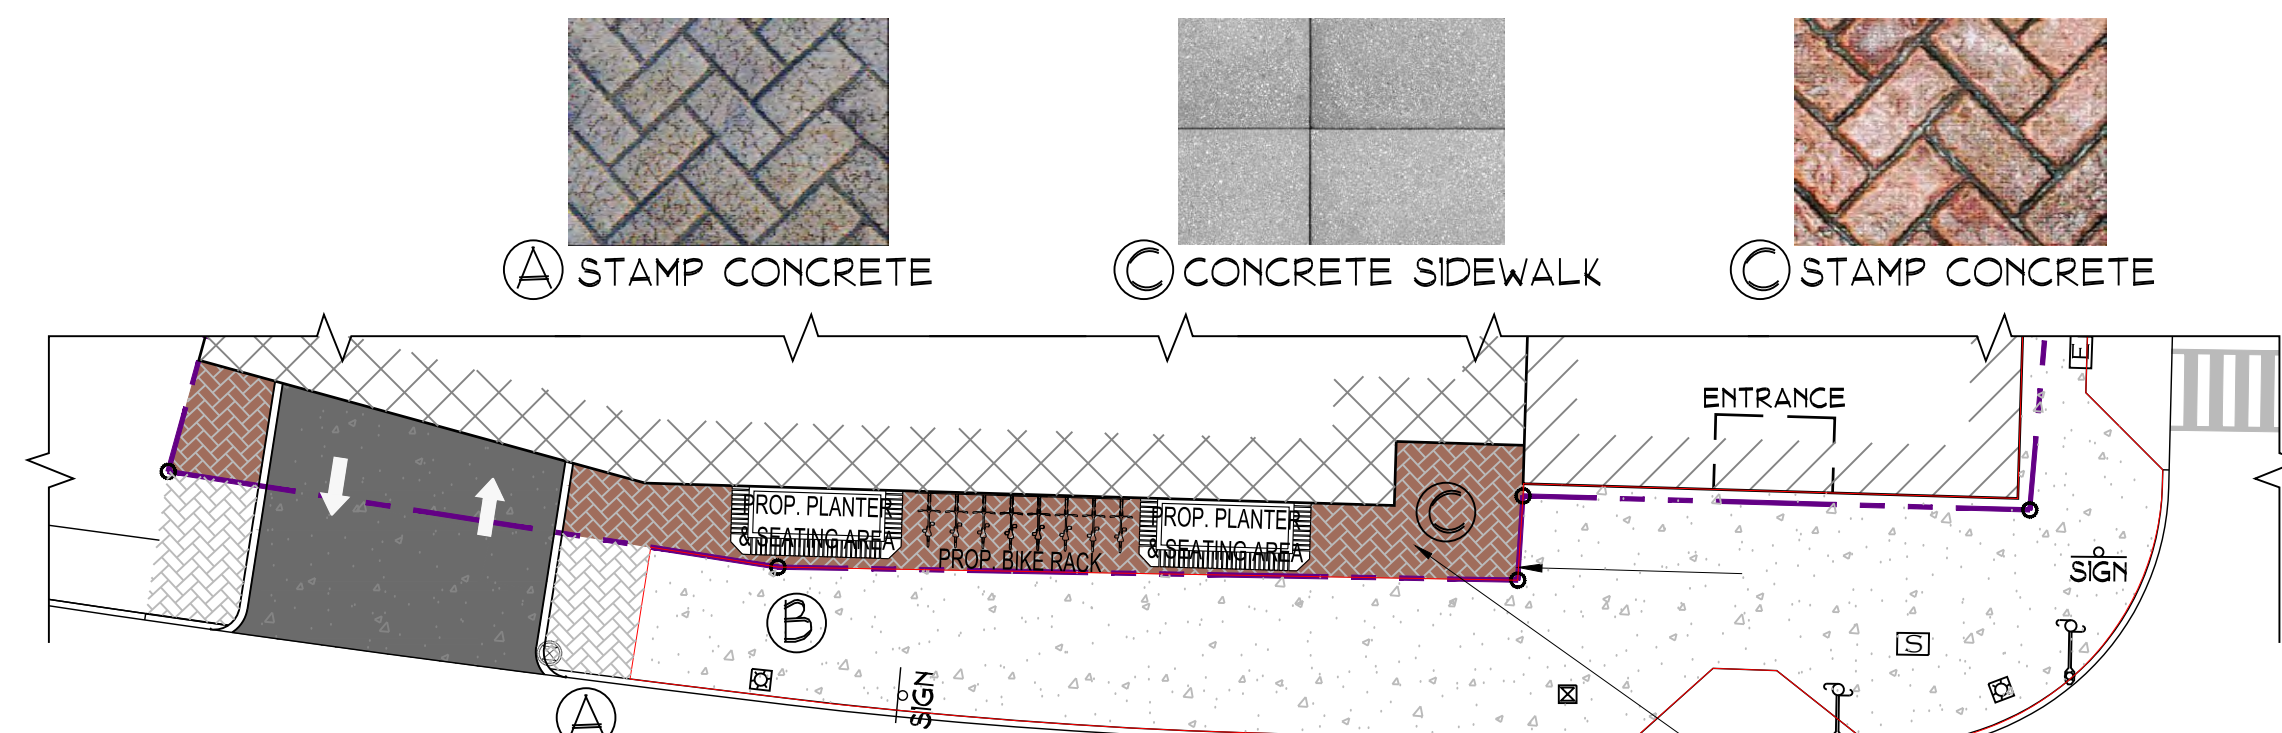 A STAMP CONCRETE
C CONCRETE SIDEWALK
C STAMP CONCRETE
E
ENTRANCE
PROP. PLANTER
& SEATING AREA
PROP. BIKE RACK
PROP. PLANTER
& SEATING AREA
C
SIGN
B
S
SIGN
A